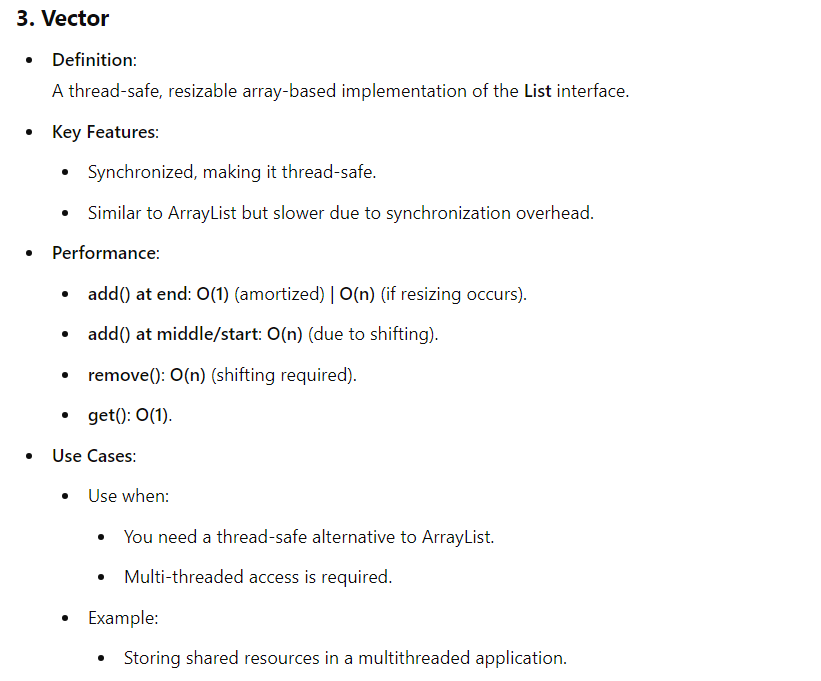 3. Vector
Definition:
A thread-safe, resizable array-based implementation of the List interface.
Key Features:
Synchronized, making it thread-safe.
Similar to ArrayList but slower due to synchronization overhead.
Performance:
add() at end: O(1) (amortized) | O(n) (if resizing occurs).
add() at middle/start: O(n) (due to shifting).
remove(): O(n) (shifting required).
get(): O(1).
Use Cases:
Use when:
You need a thread-safe alternative to ArrayList.
Multi-threaded access is required.
Example:
Storing shared resources in a multithreaded application.